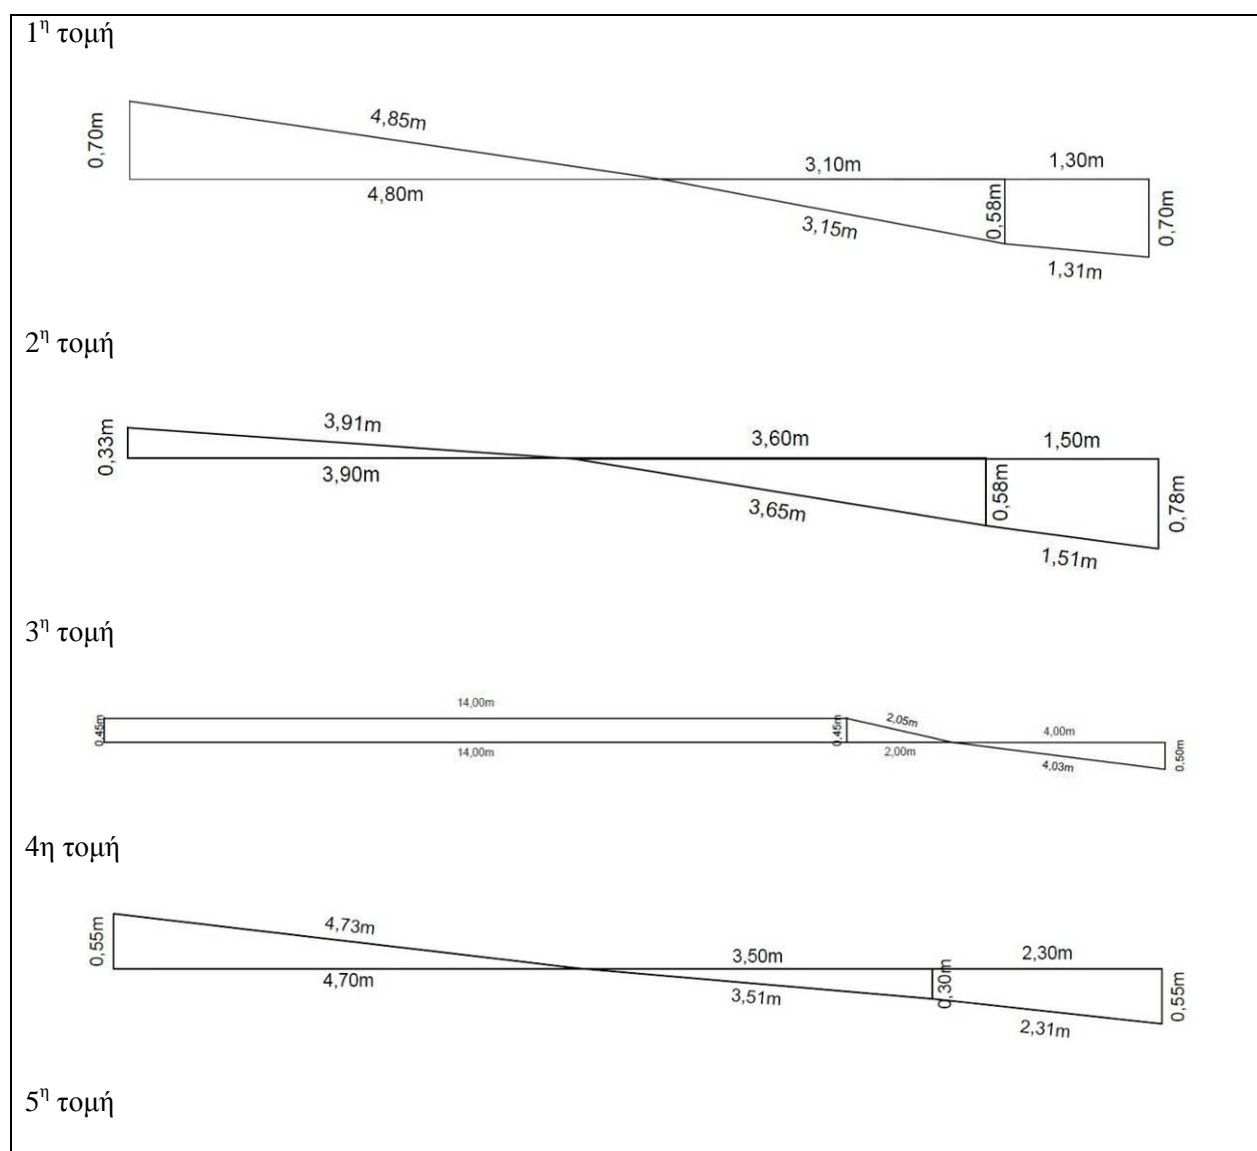 1η τομή
4,85m
0,70m
3,10m
1,30m
4,80m
0,58m
3,15m
0,70m
1,31m
2η τομή
3,91m
0,33m
3,60m
1,50m
3,90m
0,58m
3,65m
0,78m
1,51m
3η τομή
14,00m
0,45m
0,45m
2,05m
4,00m
14,00m
2,00m
4,03m
0,50m
4η τομή
4,73m
0,55m
3,50m
2,30m
4,70m
3,51m
0,30m
0,55m
2,31m
5η τομή